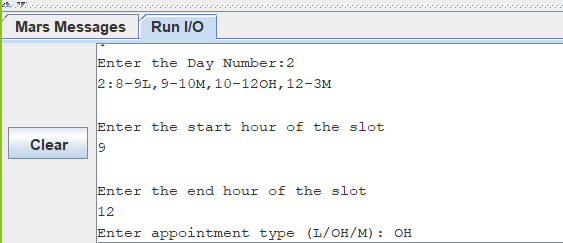 Mars Messages Run I/O
Enter the Day Number:2
2:8-9L,9-10M,10-12OH,12-3M
Enter the start hour of the slot
Clear
9
Enter the end hour of the slot
12
Enter appointment type (L/OH/M): OH